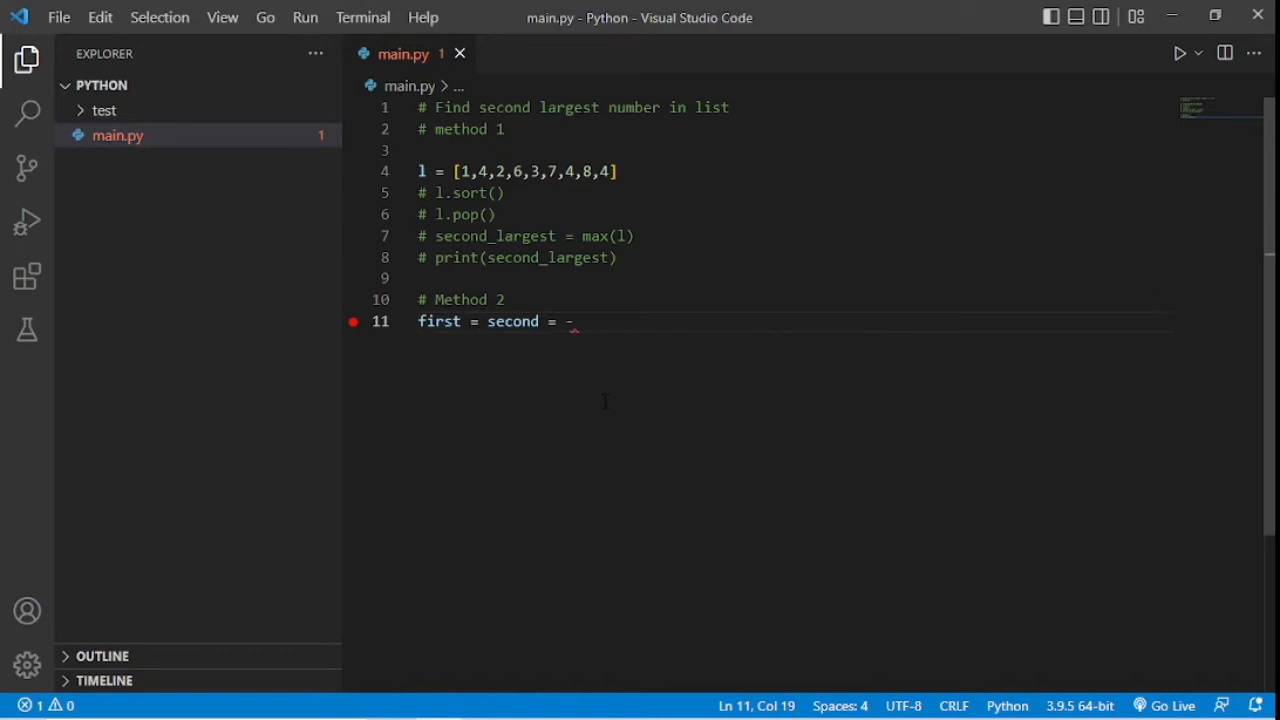 File Edit Selection View Go Run Terminal Help main.py - Python - Visual Studio Code
EXPLORER
main.py 1
PYTHON
main.py > ...
test
main.py 1
1 # Find second largest number in list
2 # method 1
3
4 l = [1,4,2,6,3,7,4,8,4]
5 # l.sort()
6 # l.pop()
7 # second_largest = max(l)
8 # print(second_largest)
9
10 # Method 2
11 first = second = -
OUTLINE
TIMELINE
1 0 Ln 11, Col 19 Spaces: 4 UTF-8 CRLF Python 3.9.5 64-bit Go Live